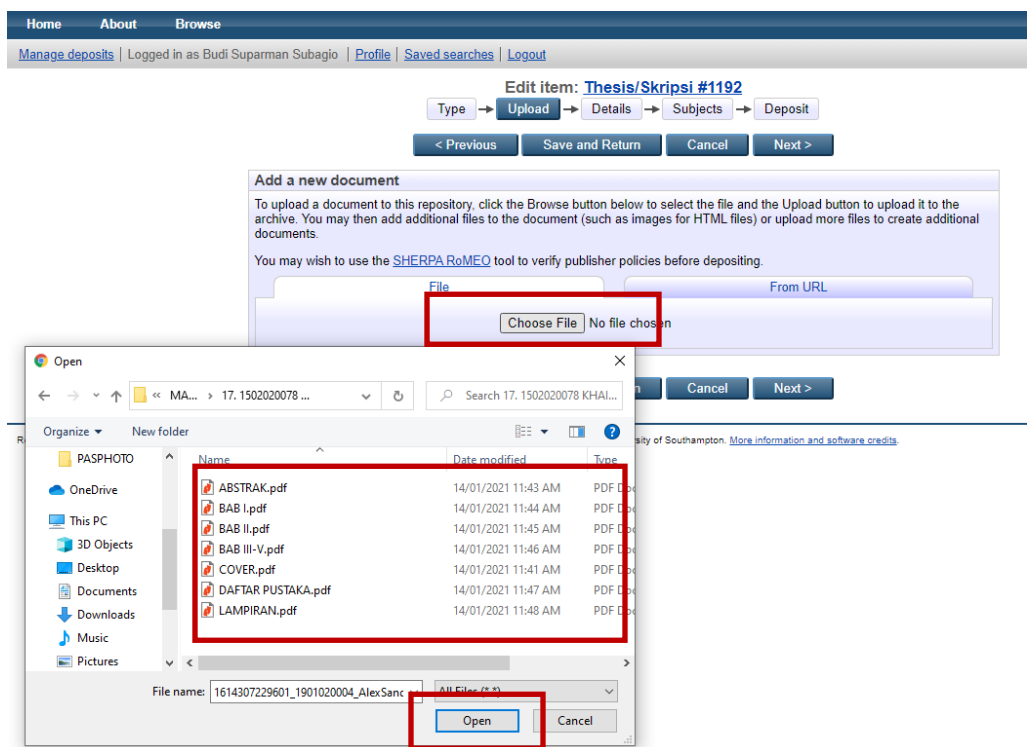 Home About Browse
Manage deposits | Logged in as Budi Suparman Subagio | Profile | Saved searches | Logout
Edit item: Thesis/Skripsi #1192
Type → Upload → Details → Subjects → Deposit
< Previous Save and Return Cancel Next >
Add a new document
To upload a document to this repository, click the Browse button below to select the file and the Upload button to upload it to the
archive. You may then add additional files to the document (such as images for HTML files) or upload more files to create additional
documents.
You may wish to use the SHERPA RoMEO tool to verify publisher policies before depositing.
File From URL
Choose File No file chosen
Cancel Next >
of Southampton. More information and software credits.
Open
« MA... › 17. 1502020078 ... Search 17. 1502020078 KHAI...
Organize New folder
Name Date modified Type
PASPHOTO
OneDrive
This PC
3D Objects
Desktop
Documents
Downloads
Music
Pictures
ABSTRAK.pdf 14/01/2021 11:43 AM PDF
BAB I.pdf 14/01/2021 11:44 AM PDF
BAB II.pdf 14/01/2021 11:45 AM PDF
BAB III-V.pdf 14/01/2021 11:46 AM PDF
COVER.pdf 14/01/2021 11:41 AM PDF
DAFTAR PUSTAKA.pdf 14/01/2021 11:47 AM PDF
LAMPIRAN.pdf 14/01/2021 11:48 AM PDF
File name: 1614307229601_1901020004_AlexSanc All Files (*.*)
Open Cancel